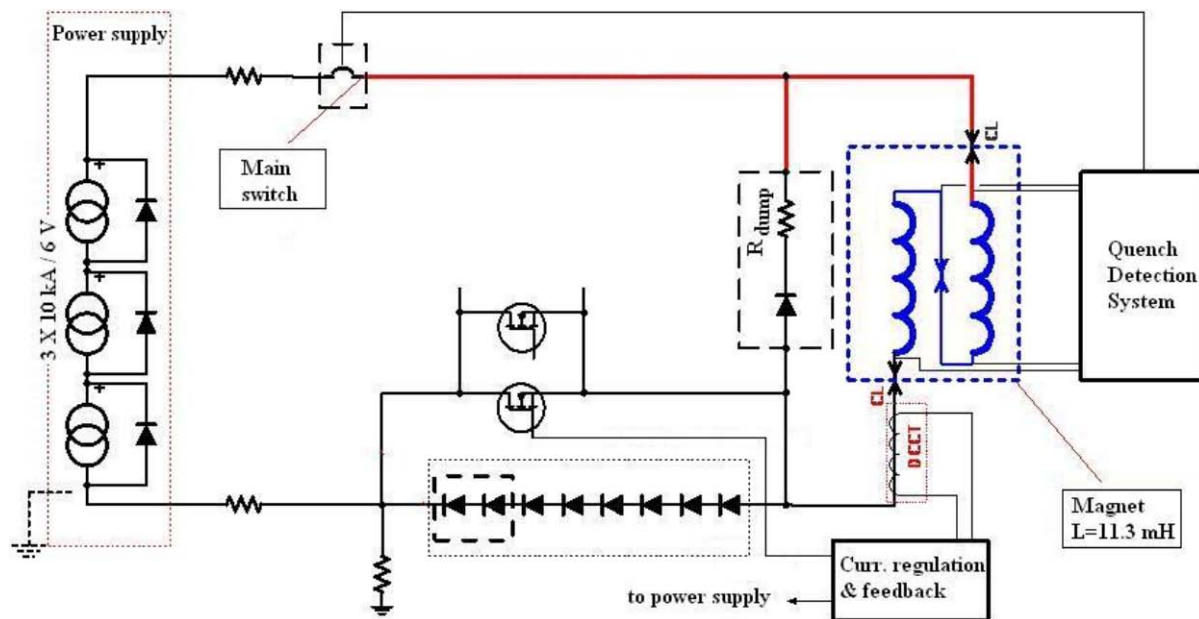 Power supply
3 X 10 kA / 6 V
+
+
+
Main
switch
R dump
CL
CL
DCCT
Quench
Detection
System
Magnet
L=11.3 mH
Curr. regulation
& feedback
to power supply